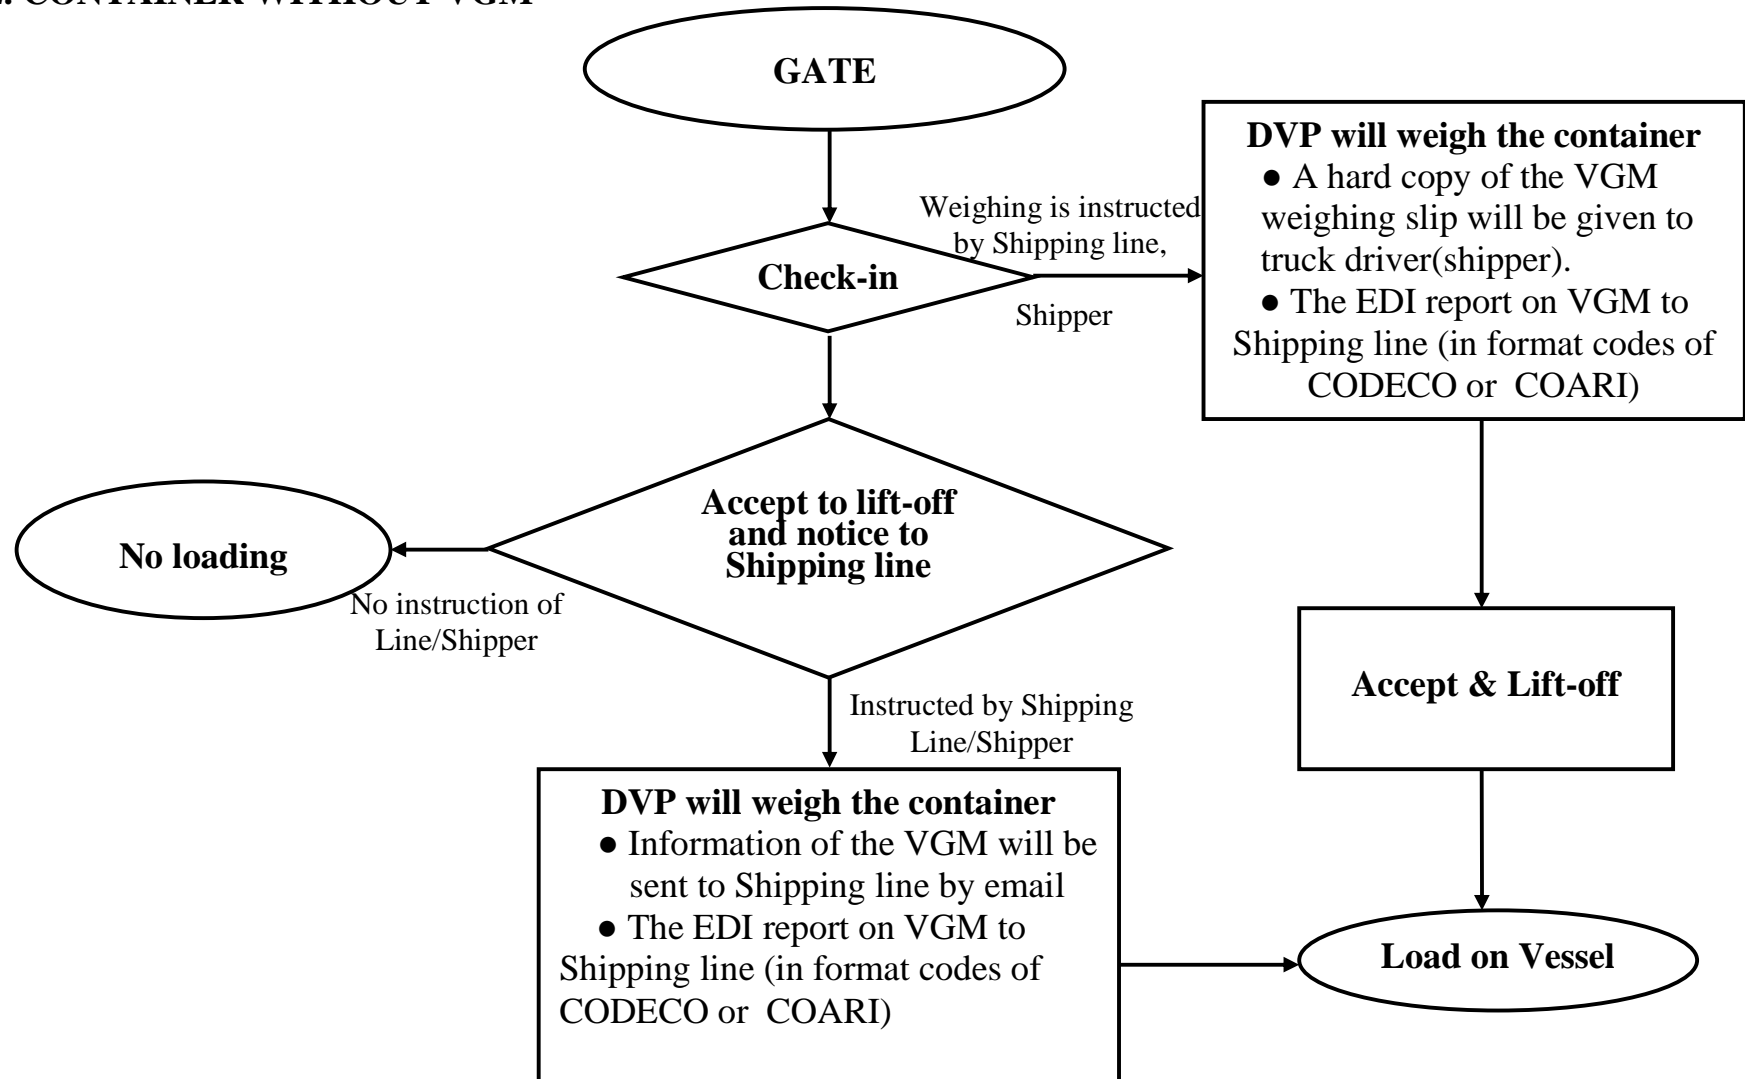 CONTAINER WITHOUT VGM
GATE
DVP will weigh the container
● A hard copy of the VGM
weighing slip will be given to
truck driver(shipper).
● The EDI report on VGM to
Shipping line (in format codes of
CODECO or COARI)
Weighing is instructed
by Shipping line,
Check-in
Shipper
Accept to lift-off
and notice to
Shipping line
No loading
No instruction of
Line/Shipper
Accept & Lift-off
Instructed by Shipping
Line/Shipper
DVP will weigh the container
● Information of the VGM will be
sent to Shipping line by email
● The EDI report on VGM to
Shipping line (in format codes of
CODECO or COARI)
Load on Vessel